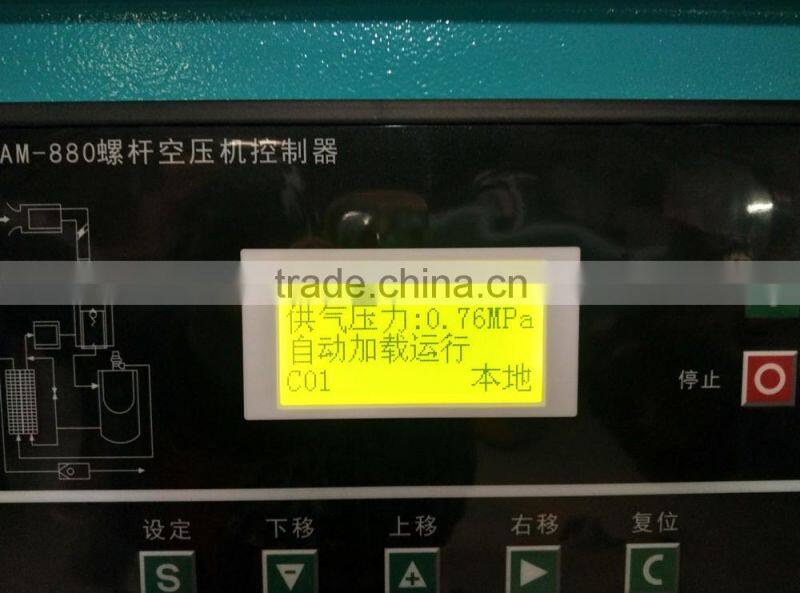 AM-880螺杆空压机控制器
trade.china.cn
供气压力:0.76MPa
自动加载运行
C01 本地
停止
设定 下移 上移 右移 复位
S C